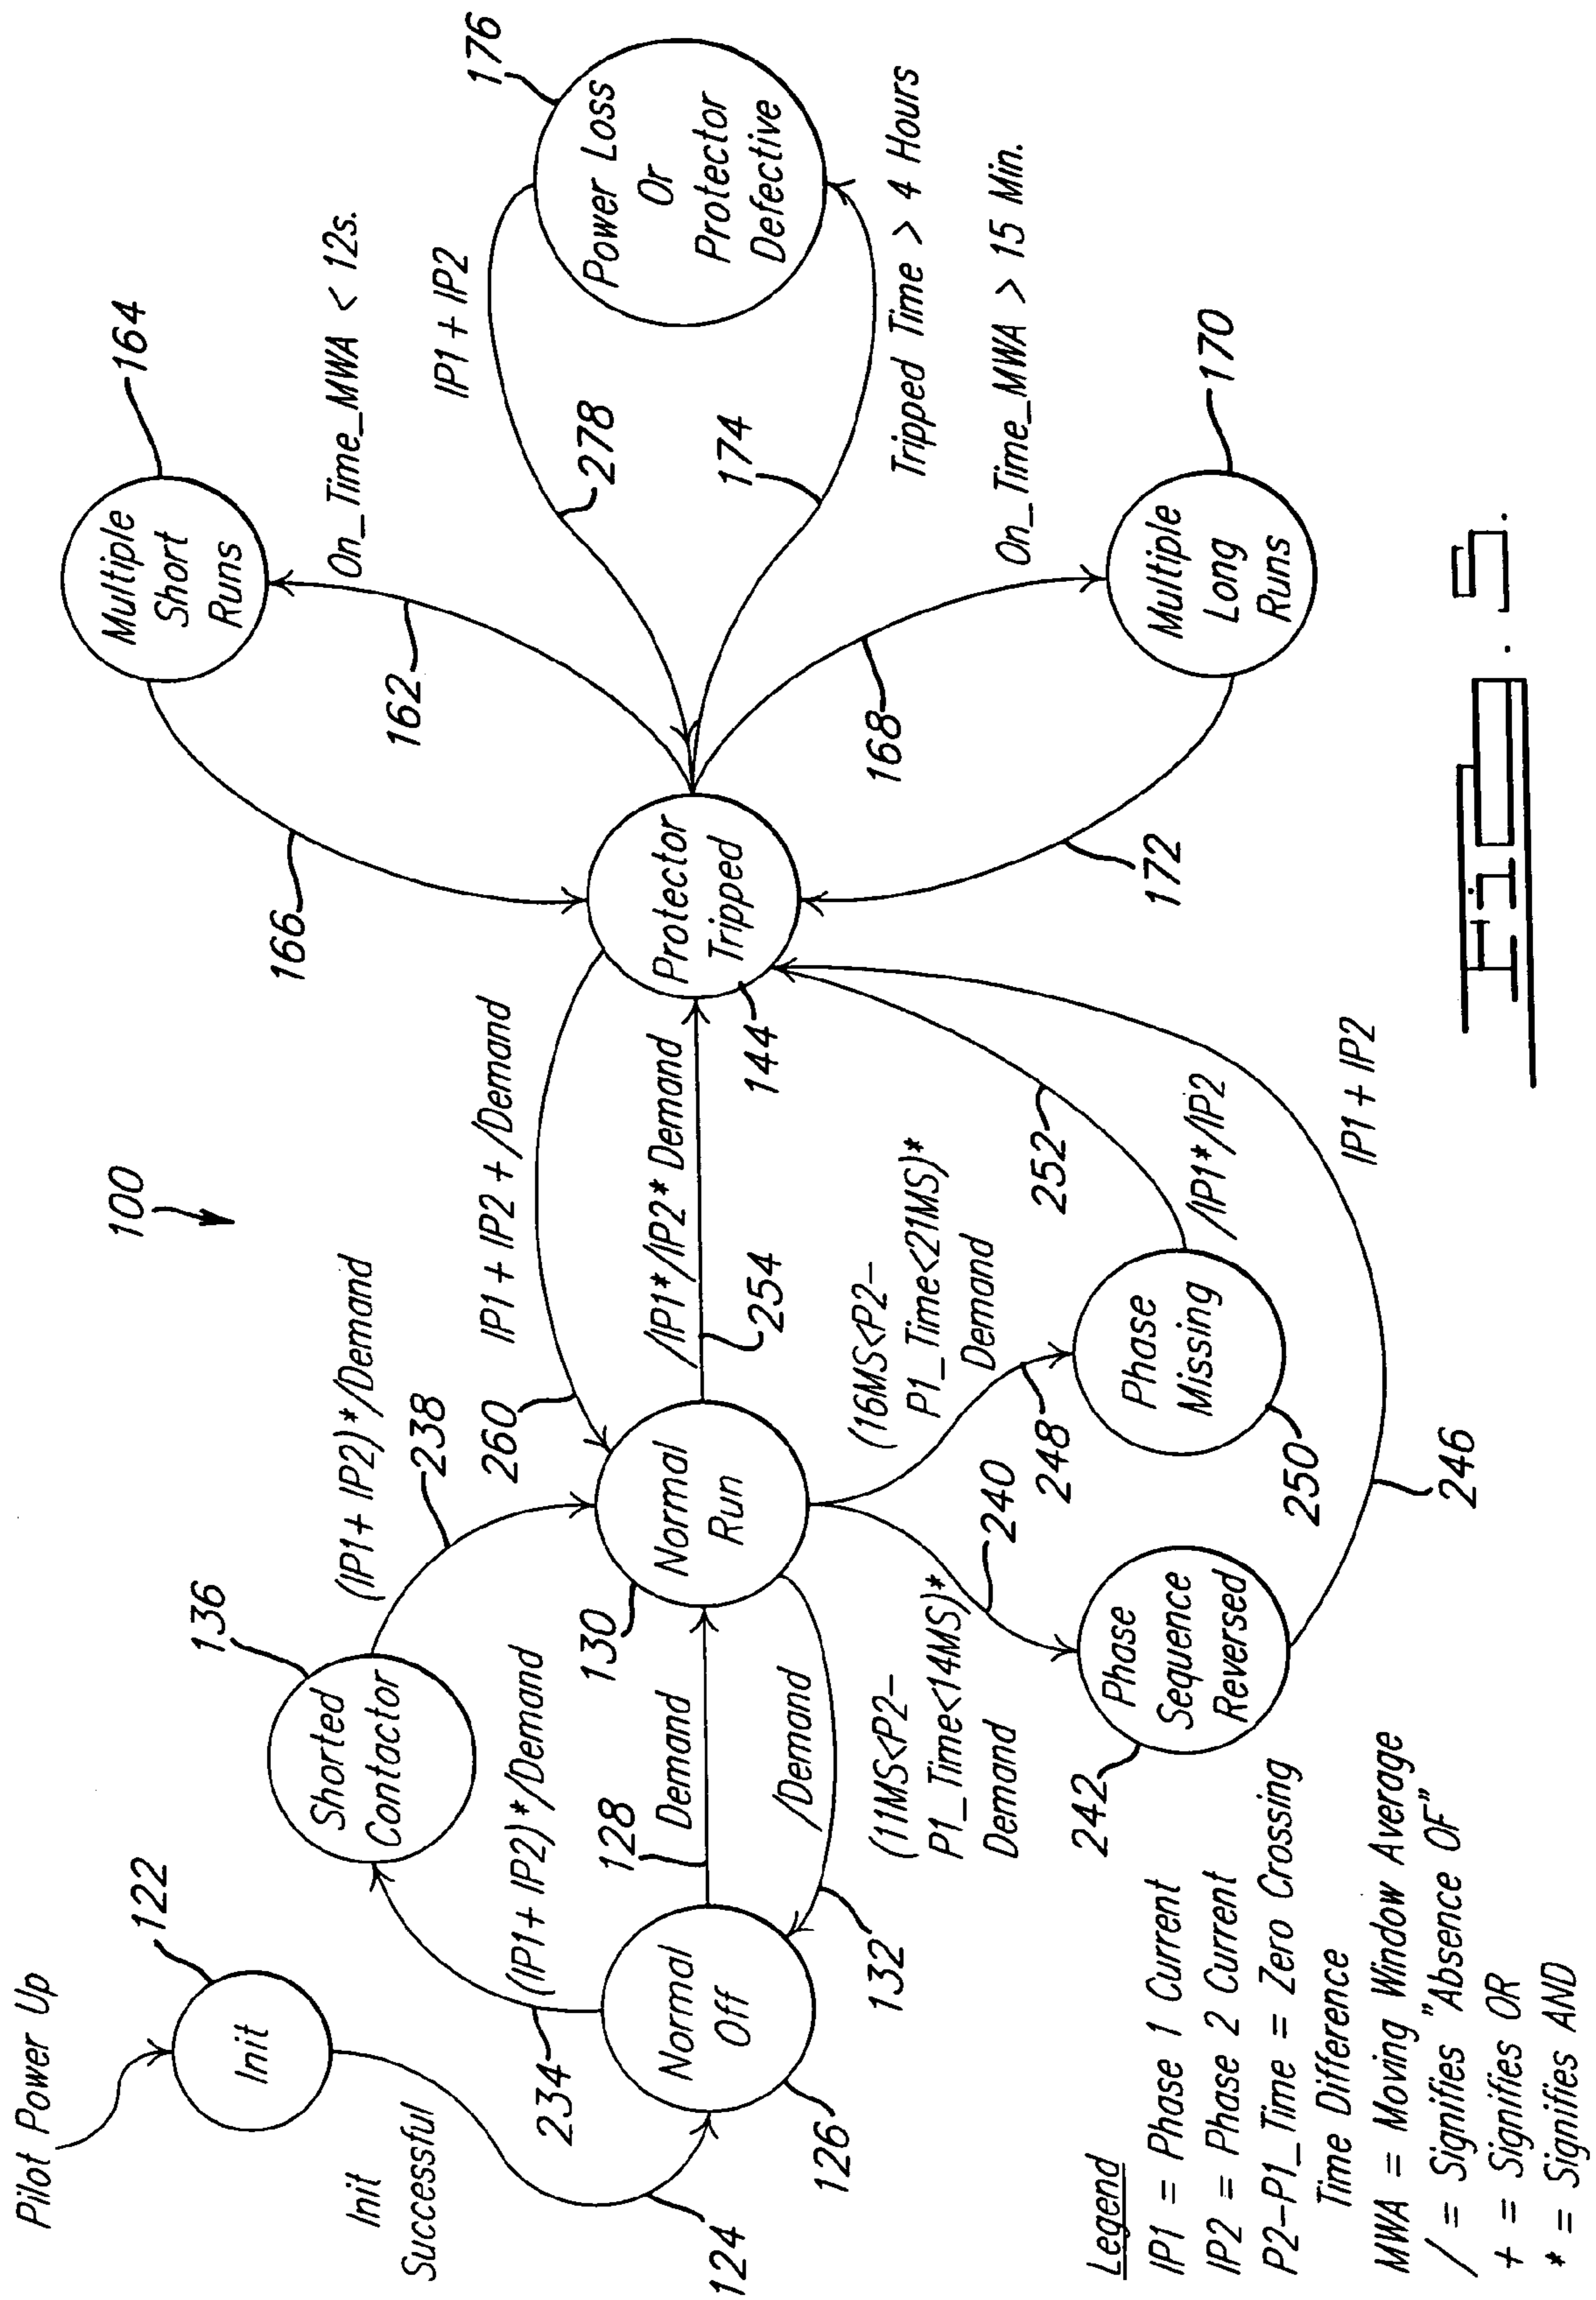 Pilot Power Up
122
Init
Init
Successful
124
100
136
Shorted
Contactor
(IP1+ IP2)*/Demand
238
234
(IP1+ IP2)*/Demand
Normal
Off
126
128
Demand
/Demand
132
130
Normal
Run
260
IP1 + IP2 + /Demand
/IP1*/IP2* Demand
254
144
Protector
Tripped
166
Multiple
Short
Runs
164
162
On_Time_MWA < 12s.
IP1 + IP2
278
176
Power Loss
Or
Protector
Defective
174
Tripped Time > 4 Hours
On_Time_MWA > 15 Min.
168
Multiple
Long
Runs
170
172
(11MS<P2-
P1_Time<14MS)*
Demand
240
242
Phase
Sequence
Reversed
(16MS<P2-
P1_Time<21MS)*
Demand
248
Phase
Missing
250
252
/IP1*/IP2
246
IP1 + IP2
Legend
IP1 = Phase 1 Current
IP2 = Phase 2 Current
P2-P1_Time = Zero Crossing
Time Difference
MWA = Moving Window Average
/ = Signifies "Absence OF"
+ = Signifies OR
* = Signifies AND
Fig. 5.